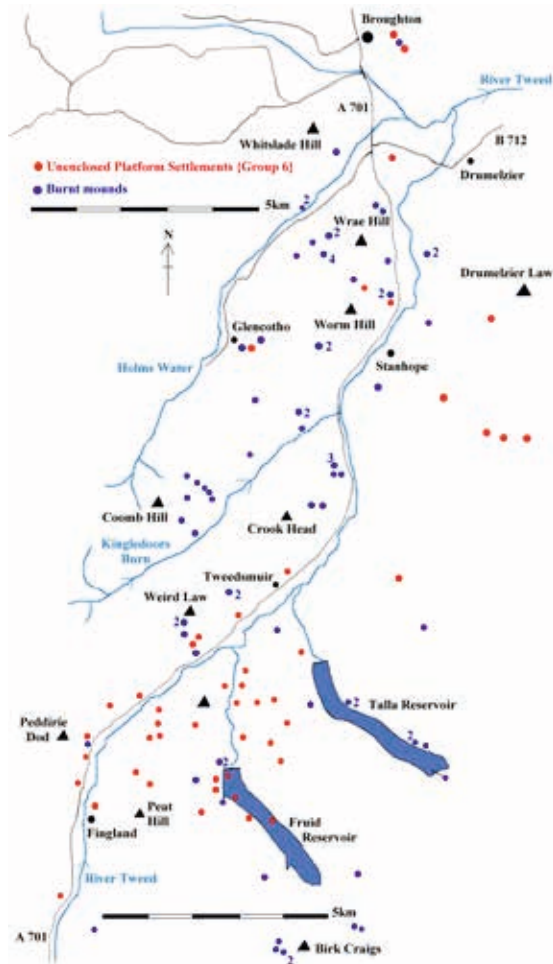 Broughton
River Tweed
A 701
B 712
Whitslade Hill
Drumelzier
Unenclosed Platform Settlements {Group 6}
Burnt mounds
2
5km
Wrae Hill
2
N
4
2
Drumelzier Law
2
Worm Hill
Glencotho
2
Stanhope
Holms Water
2
3
Coomb Hill
Crook Head
Kingledoors
Burn
Tweedsmuir
Weird Law
2
2
Talla Reservoir
Peddirie
Dod
2
2
2
Peat
Hill
Fruid
Reservoir
Fingland
River Tweed
5km
A 701
Birk Craigs
2